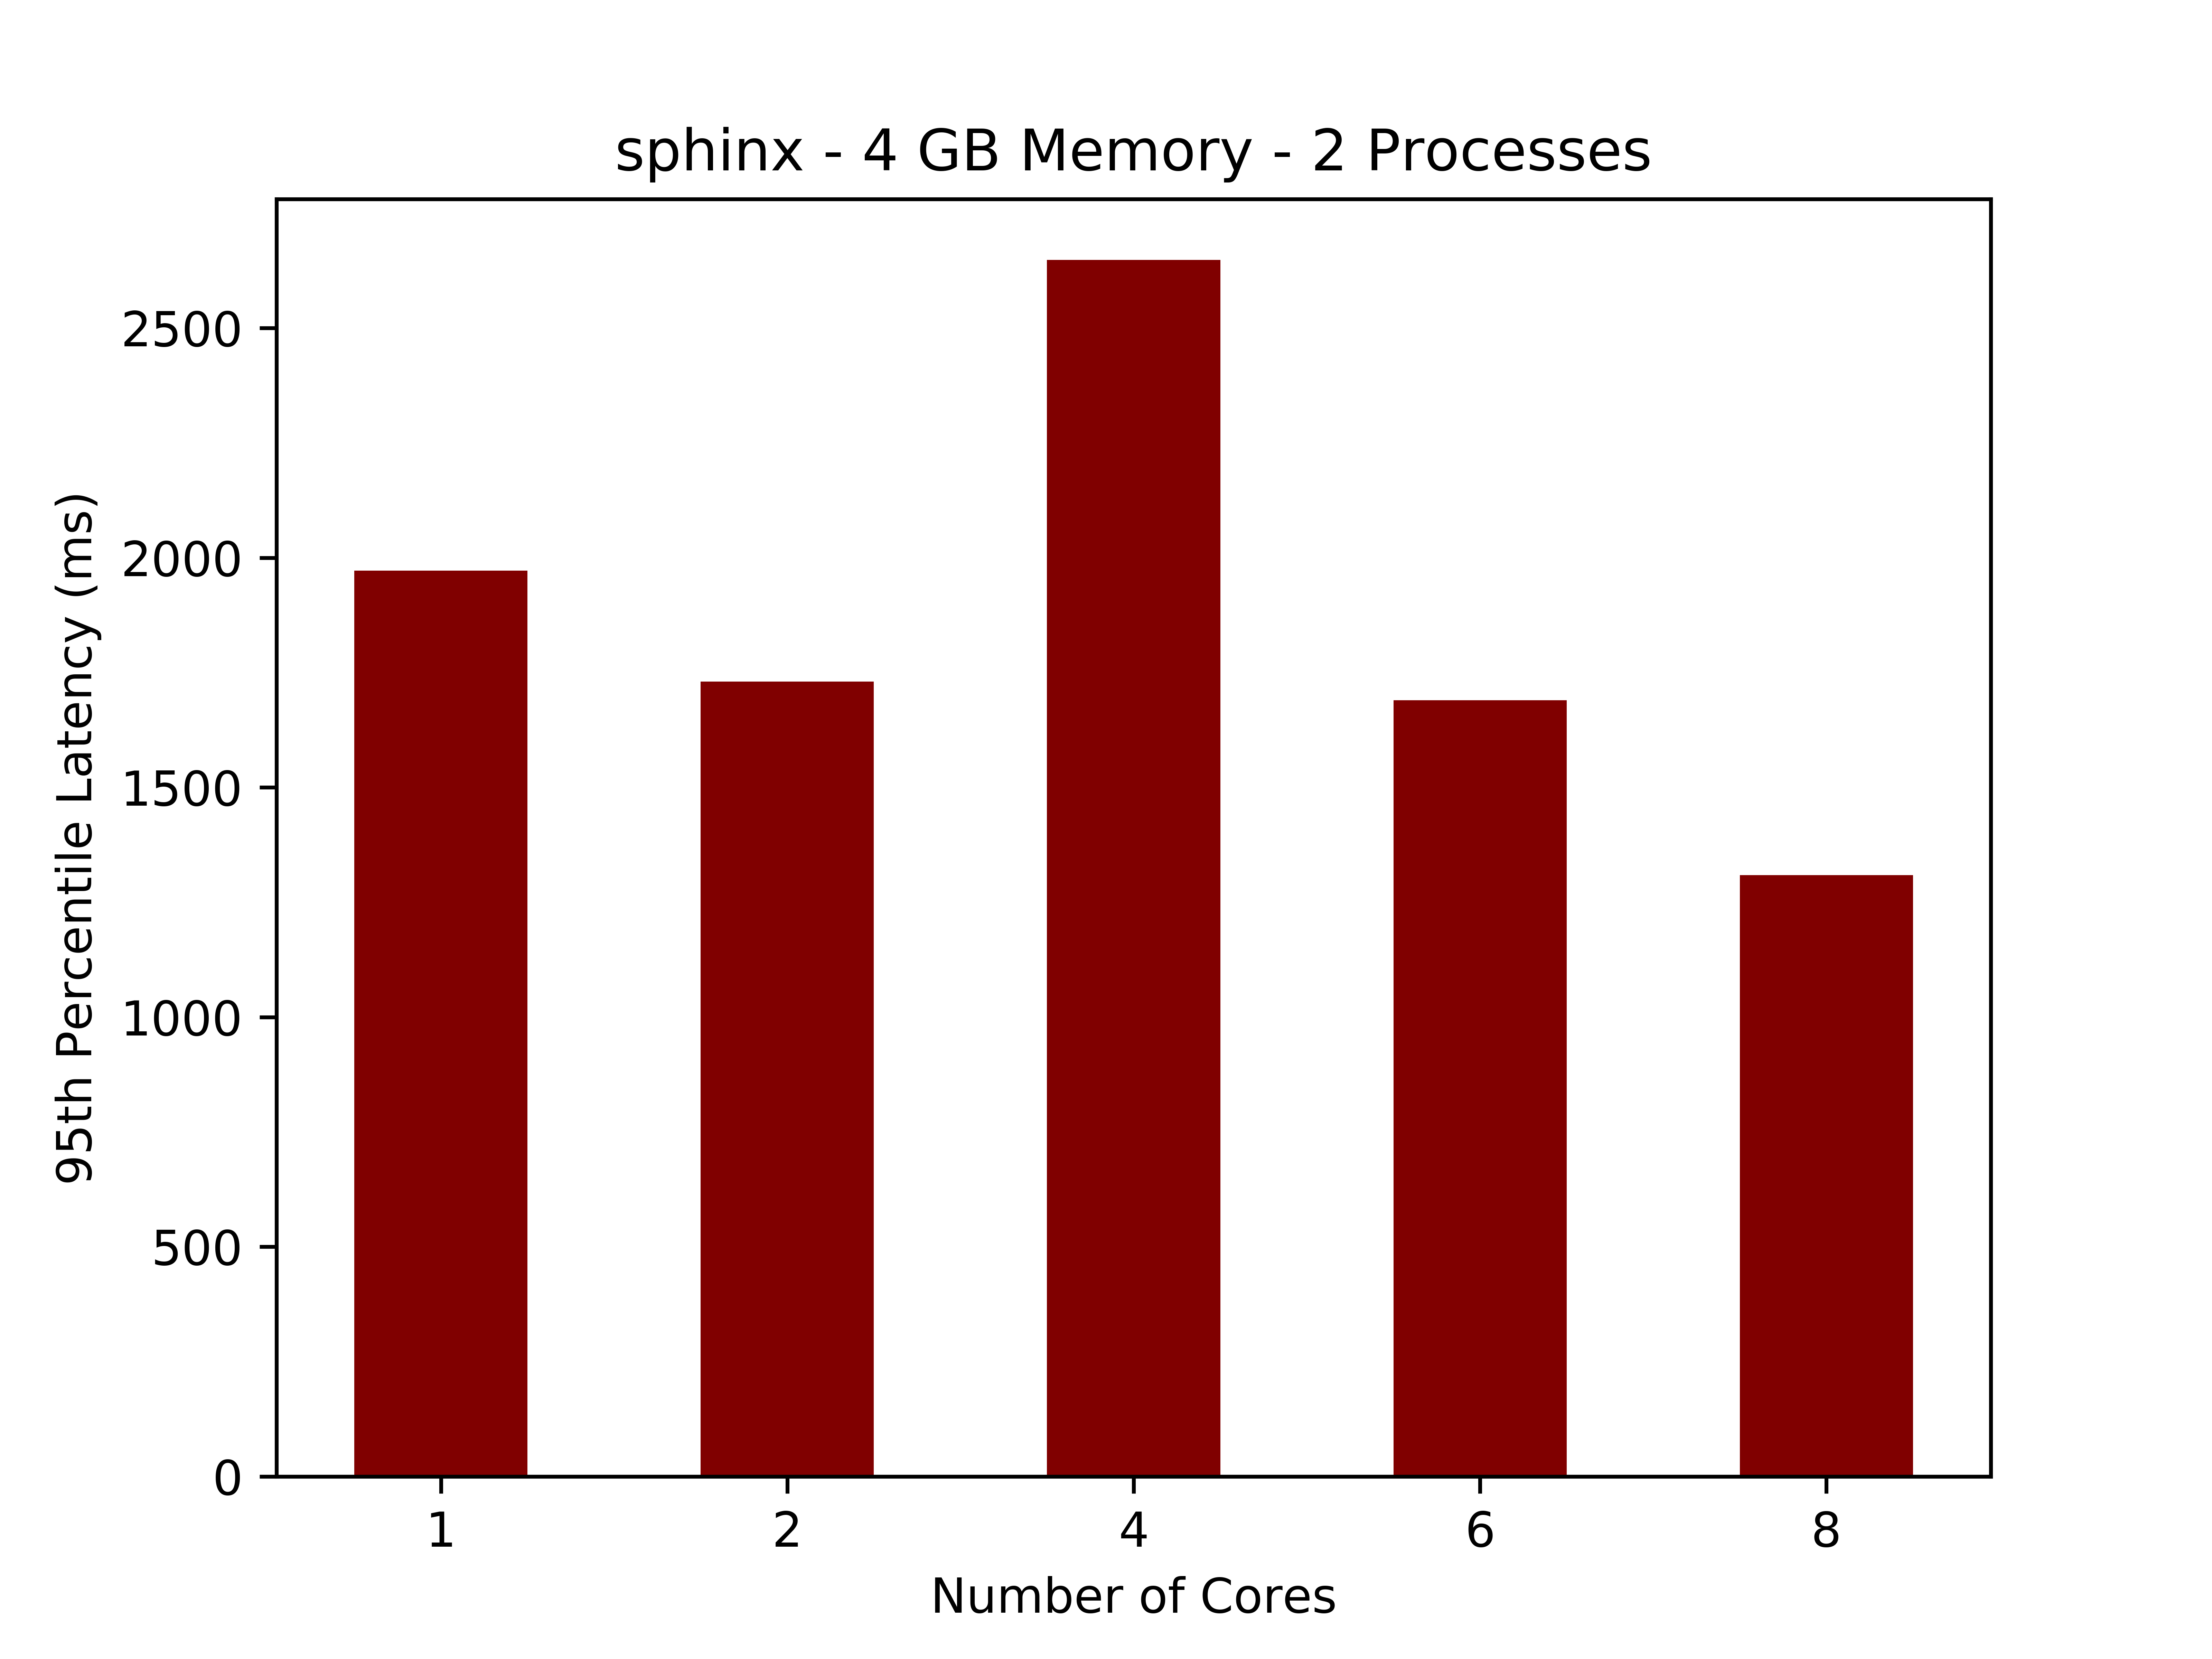 sphinx - 4 GB Memory - 2 Processes
95th Percentile Latency (ms)
2500
2000
1500
1000
500
0
1 2 4 6 8
Number of Cores